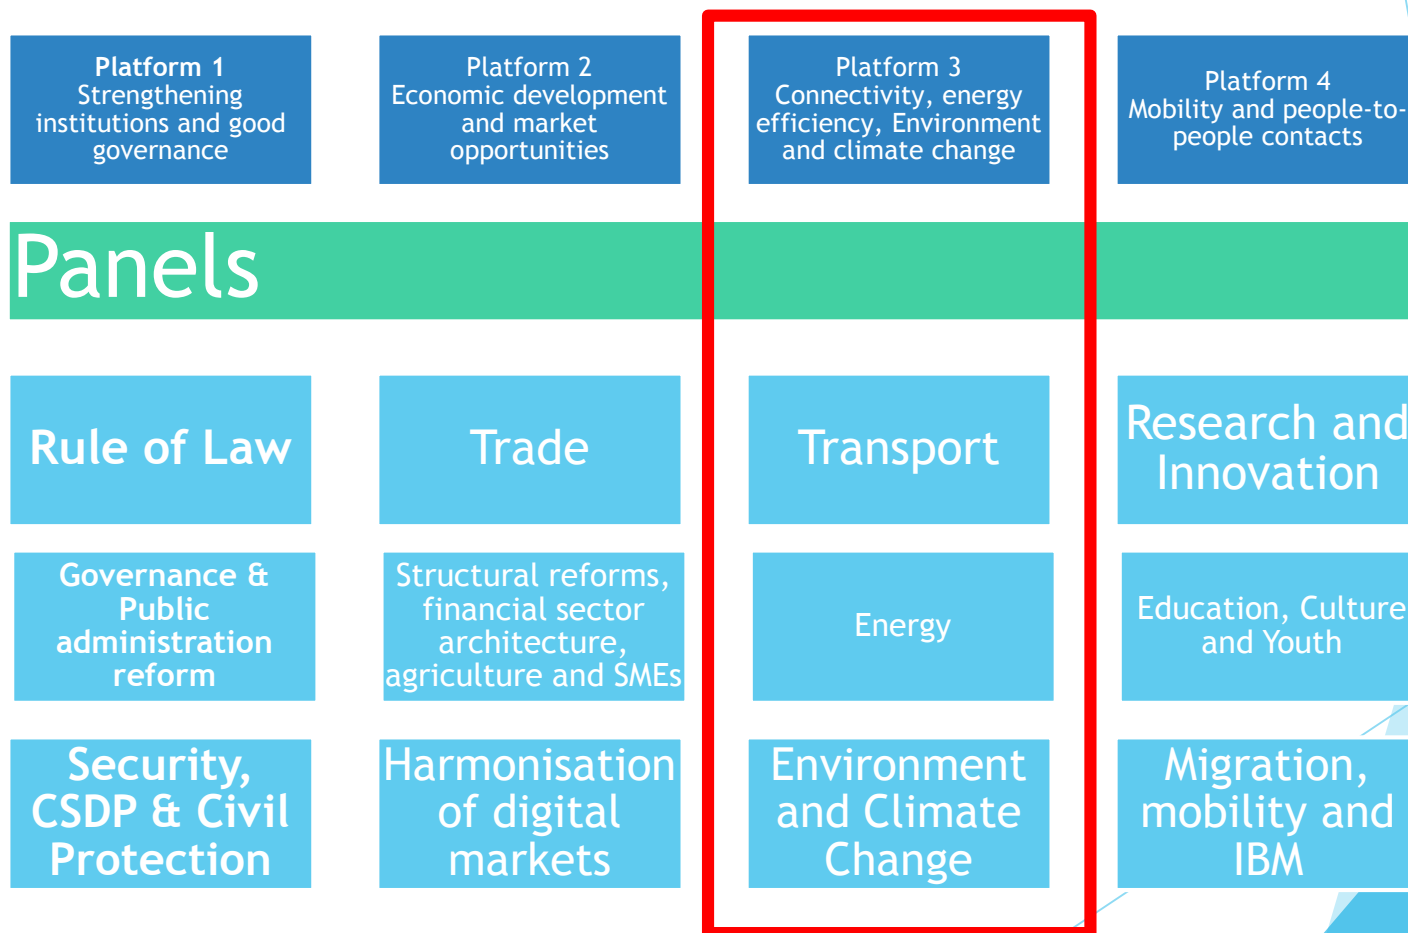 Platform 1
Strengthening
institutions and good
governance
Platform 2
Economic development
and market
opportunities
Platform 3
Connectivity, energy
efficiency, Environment
and climate change
Platform 4
Mobility and people-to-
people contacts
Panels
Rule of Law
Trade
Transport
Research and
Innovation
Governance &
Public
administration
reform
Structural reforms,
financial sector
architecture,
agriculture and SMEs
Energy
Education, Culture
and Youth
Security,
CSDP & Civil
Protection
Harmonisation
of digital
markets
Environment
and Climate
Change
Migration,
mobility and
IBM